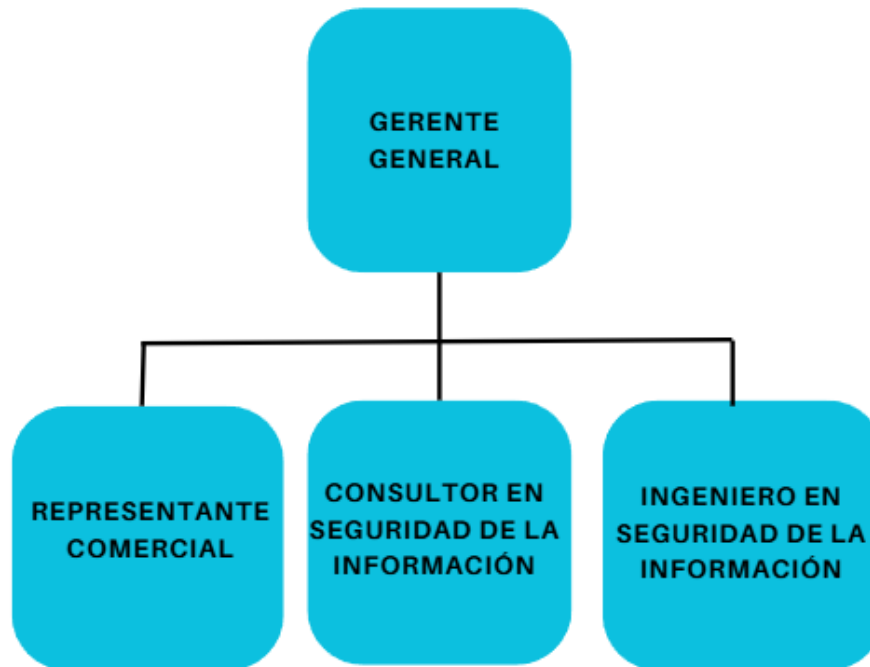 GERENTE
GENERAL
REPRESENTANTE
COMERCIAL
CONSULTOR EN
SEGURIDAD DE LA
INFORMACIÓN
INGENIERO EN
SEGURIDAD DE LA
INFORMACIÓN